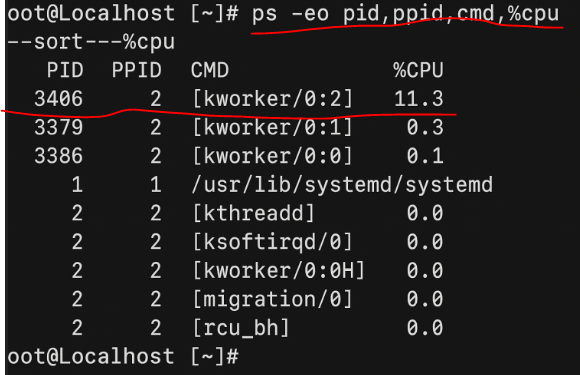 oot@Localhost [~]# ps -eo pid,ppid,cmd,%cpu
--sort---%cpu
PID PPID CMD %CPU
3406 2 [kworker/0:2] 11.3
3379 2 [kworker/0:1] 0.3
3386 2 [kworker/0:0] 0.1
1 1 /usr/lib/systemd/systemd
2 2 [kthreadd] 0.0
2 2 [ksoftirqd/0] 0.0
2 2 [kworker/0:0H] 0.0
2 2 [migration/0] 0.0
2 2 [rcu_bh] 0.0
oot@Localhost [~]#